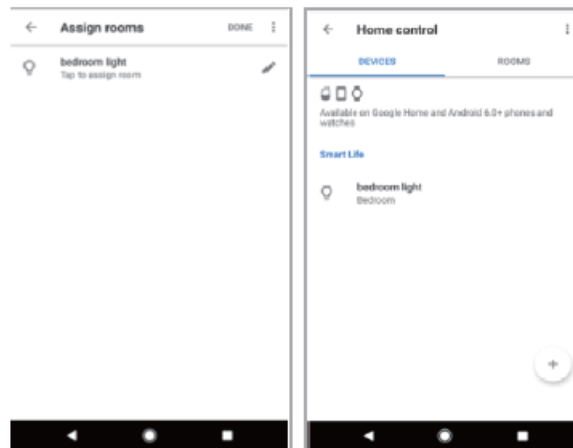 Assign rooms
DONE
bedroom light
Tap to assign room
Home control
DEVICES
ROOMS
Available on Google Home and Android 6.0+ phones and
watches
Smart Life
bedroom light
Bedroom